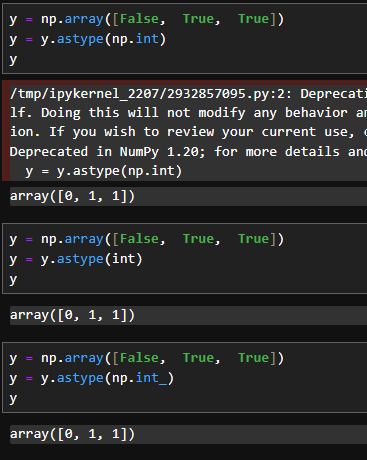 y = np.array([False,  True,  True])
y = y.astype(np.int)
y
/tmp/ipykernel_2207/2932857095.py:2: Deprecati
lf. Doing this will not modify any behavior an
ion. If you wish to review your current use,
Deprecated in NumPy 1.20; for more details and
  y = y.astype(np.int)
array([0, 1, 1])
y = np.array([False,  True,  True])
y = y.astype(int)
y
array([0, 1, 1])
y = np.array([False,  True,  True])
y = y.astype(np.int_)
y
array([0, 1, 1])